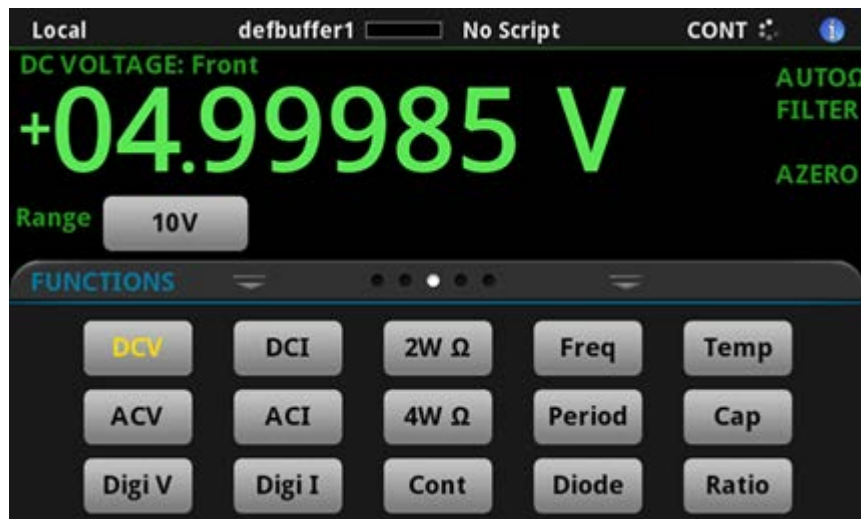 Local defbuffer1 No Script CONT i
DC VOLTAGE: Front
+04.99985 V
AUTOΩ
FILTER
AZERO
Range 10V
FUNCTIONS
DCV DCI 2W Ω Freq Temp
ACV ACI 4W Ω Period Cap
Digi V Digi I Cont Diode Ratio